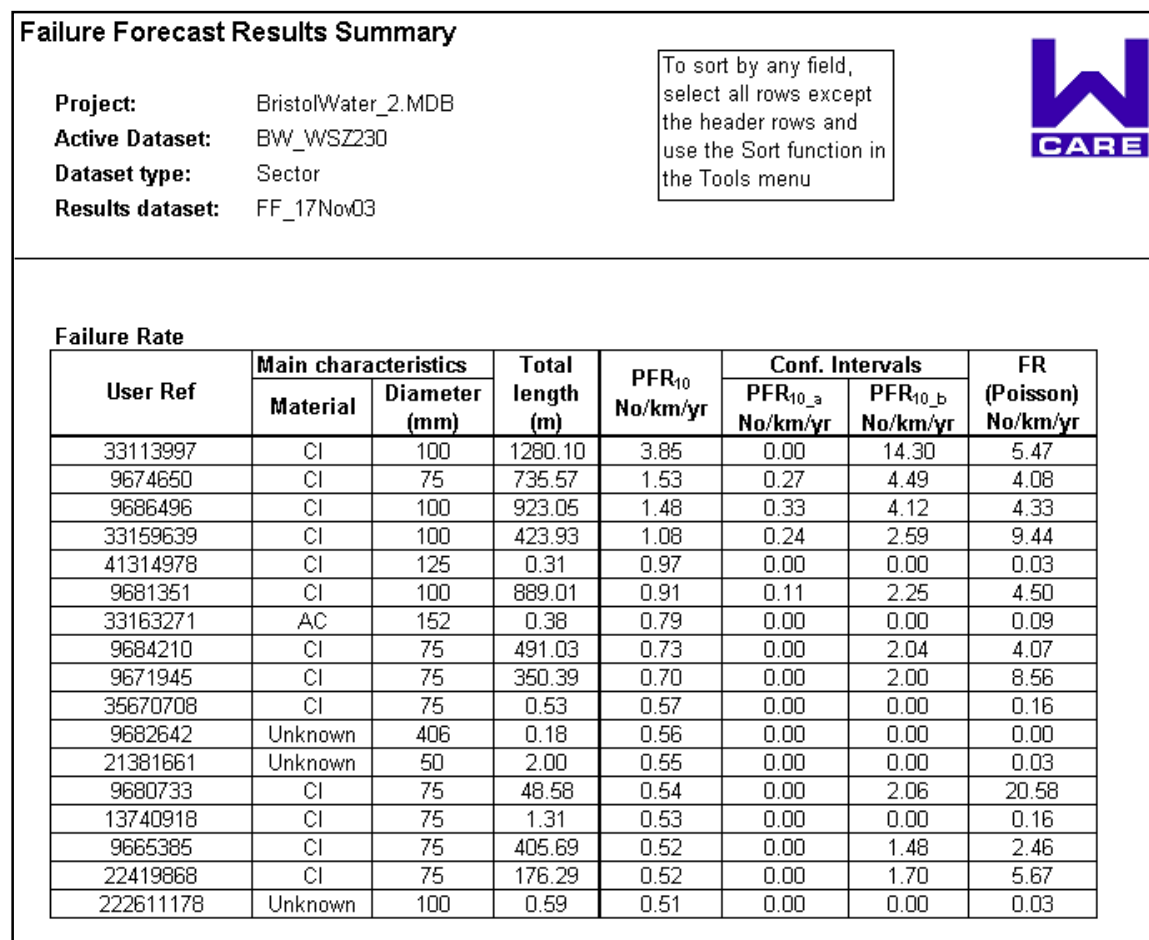 Failure Forecast Results Summary
To sort by any field,
select all rows except
the header rows and
use the Sort function in
the Tools menu
W
CARE
Project: BristolWater_2.MDB
Active Dataset: BW_WSZ230
Dataset type: Sector
Results dataset: FF_17Nov03
Failure Rate
User Ref Main characteristics Total length (m) PFR10 No/km/yr Conf. Intervals FR (Poisson) No/km/yr
Material Diameter (mm) PFR10_a No/km/yr PFR10_b No/km/yr
33113997 CI 100 1280.10 3.85 0.00 14.30 5.47
9674650 CI 75 735.57 1.53 0.27 4.49 4.08
9686496 CI 100 923.05 1.48 0.33 4.12 4.33
33159639 CI 100 423.93 1.08 0.24 2.59 9.44
41314978 CI 125 0.31 0.97 0.00 0.00 0.03
9681351 CI 100 889.01 0.91 0.11 2.25 4.50
33163271 AC 152 0.38 0.79 0.00 0.00 0.09
9684210 CI 75 491.03 0.73 0.00 2.04 4.07
9671945 CI 75 350.39 0.70 0.00 2.00 8.56
35670708 CI 75 0.53 0.57 0.00 0.00 0.16
9682642 Unknown 406 0.18 0.56 0.00 0.00 0.00
21381661 Unknown 50 2.00 0.55 0.00 0.00 0.03
9680733 CI 75 48.58 0.54 0.00 2.06 20.58
13740918 CI 75 1.31 0.53 0.00 0.00 0.16
9665385 CI 75 405.69 0.52 0.00 1.48 2.46
22419868 CI 75 176.29 0.52 0.00 1.70 5.67
222611178 Unknown 100 0.59 0.51 0.00 0.00 0.03